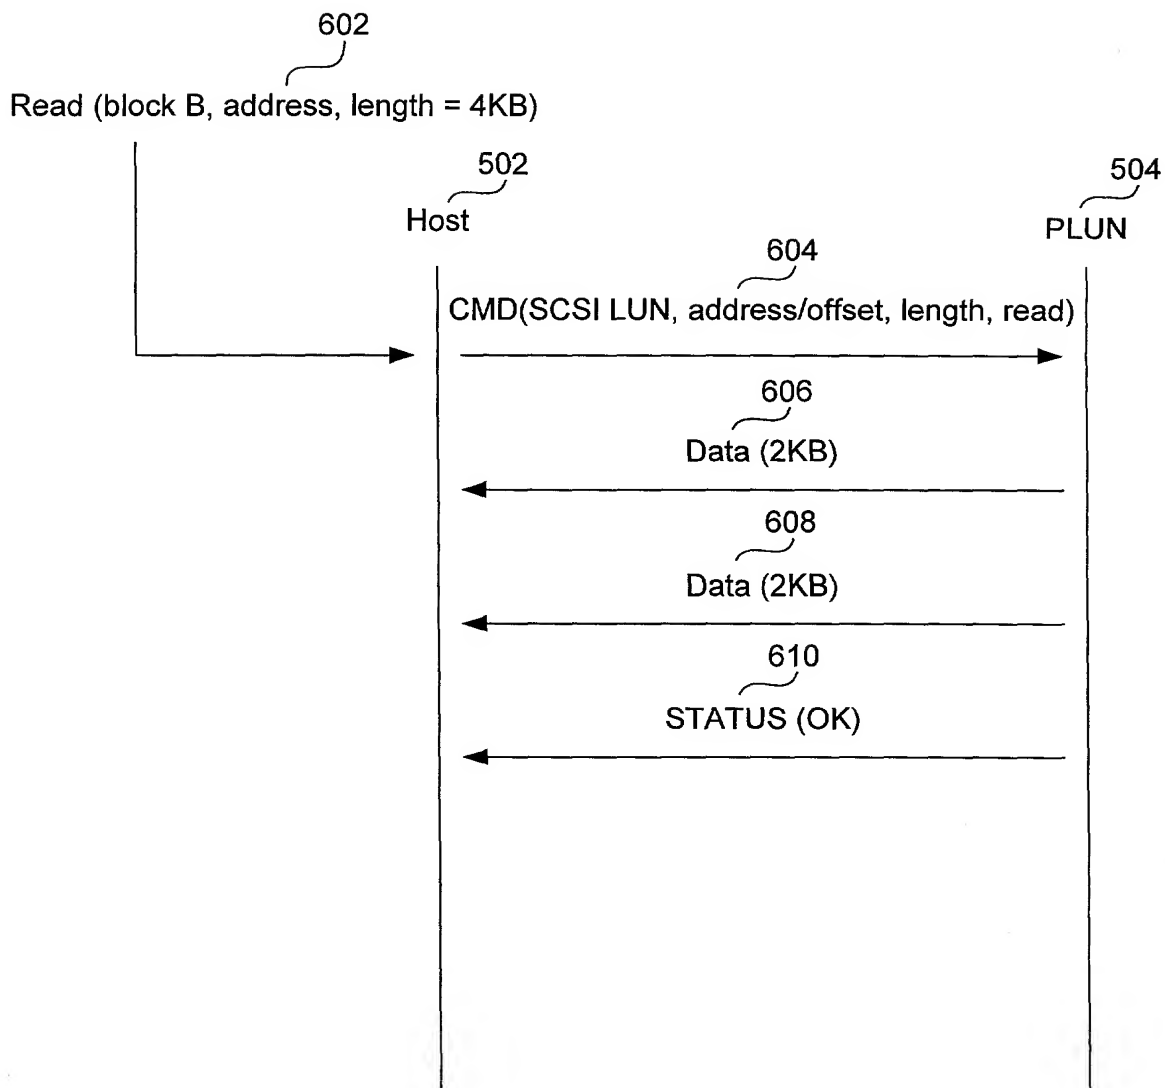 602
Read (block B, address, length = 4KB)
502
504
Host
PLUN
604
CMD(SCSI LUN, address/offset, length, read)
606
Data (2KB)
608
Data (2KB)
610
STATUS (OK)